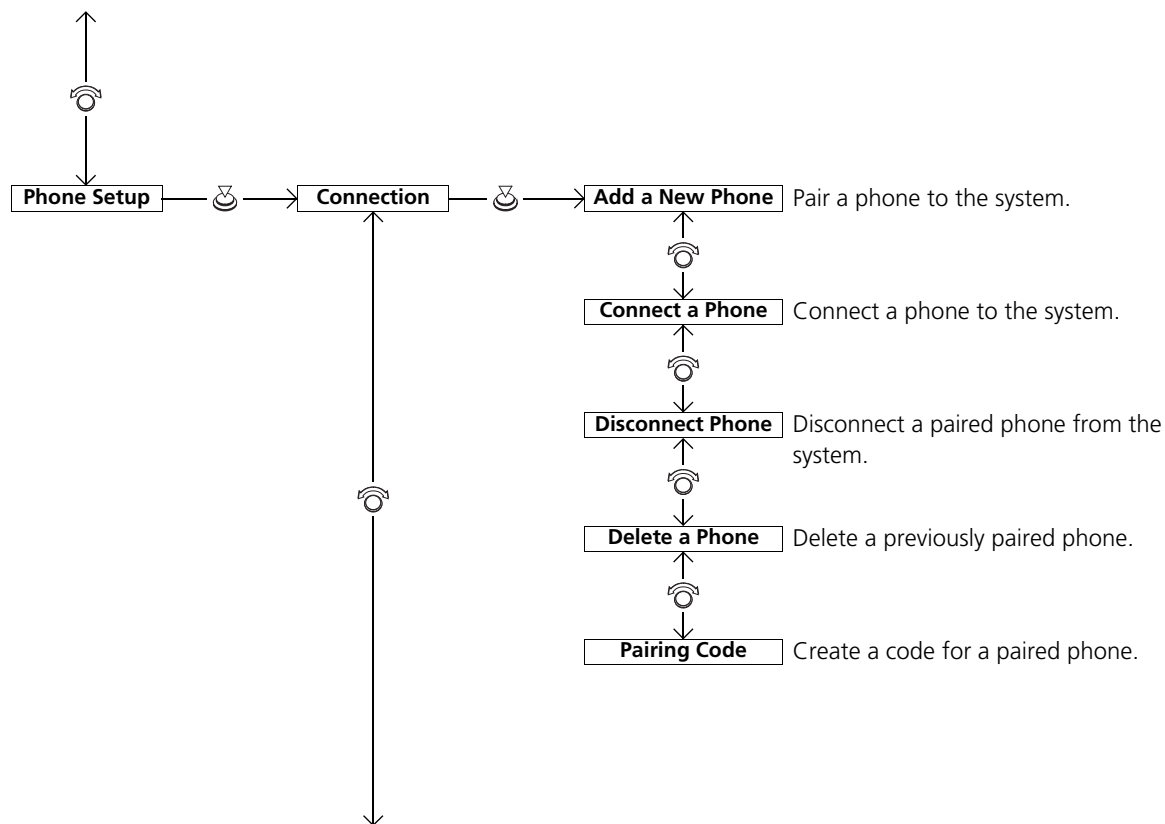 Phone Setup
Connection
Add a New Phone
Pair a phone to the system.
Connect a Phone
Connect a phone to the system.
Disconnect Phone
Disconnect a paired phone from the
system.
Delete a Phone
Delete a previously paired phone.
Pairing Code
Create a code for a paired phone.